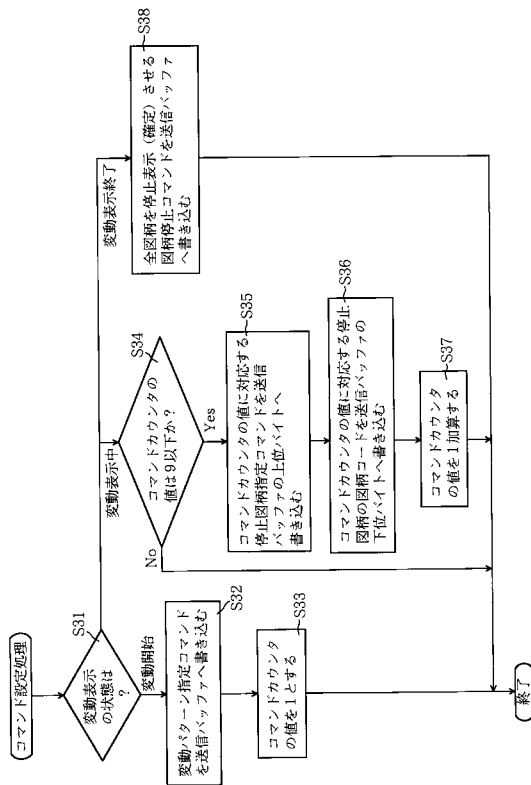 コマンド設定処理
S31
変動表示
の状態は
?
変動開始
S32
変動パターン指定コマンド
を送信バッファへ書き込む
S33
コマンドカウンタ
の値を1とする
変動表示中
S34
コマンドカウンタの
値は9以下か?
No
Yes
S35
コマンドカウンタの値に対応する
停止図柄指定コマンドを送信
バッファの上位バイトへ
書き込む
S36
コマンドカウンタの値に対応する停止
図柄の図柄コードを送信バッファの
下位バイトへ書き込む
S37
コマンドカウンタ
の値を1加算する
変動表示終了
S38
全図柄を停止表示(確定)させる
図柄停止コマンドを送信バッファ
へ書き込む
終了